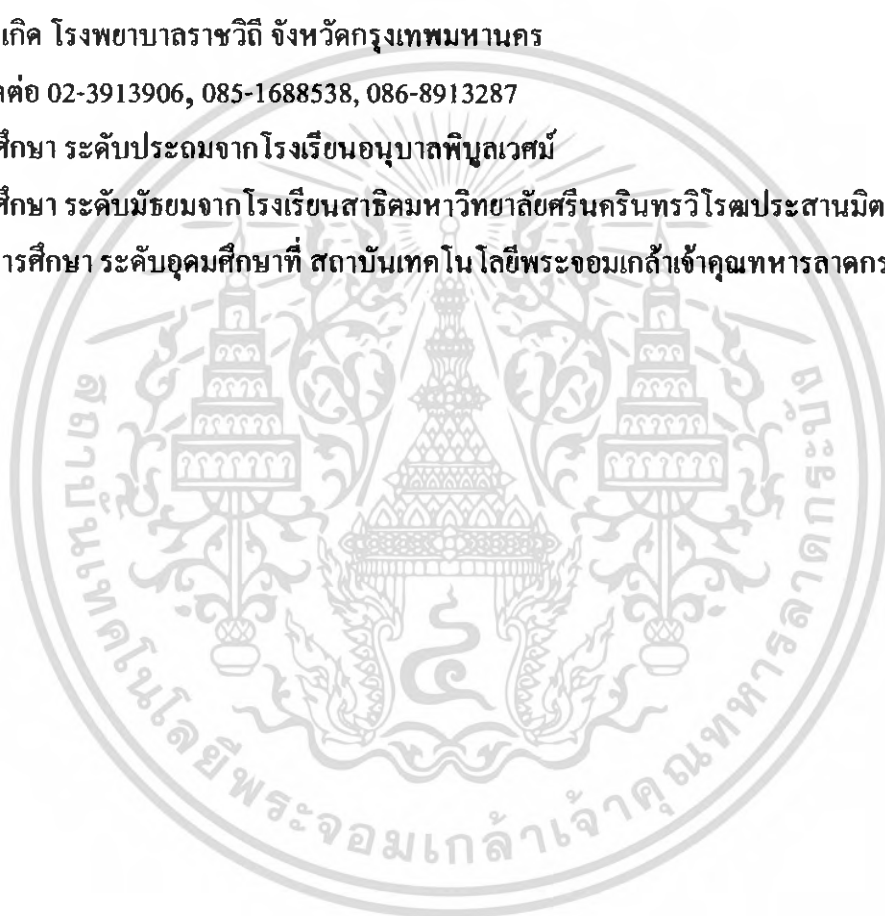 เกิด โรงพยาบาลราชวิถี จังหวัดกรุงเทพมหานคร
ต่อ 02-3913906, 085-1688538, 086-8913287
ศึกษา ระดับประถมจากโรงเรียนอนุบาลพิบูลเวศม์
ศึกษา ระดับมัธยมจากโรงเรียนสาธิตมหาวิทยาลัยศรีนครินทรวิโรฒประสานมิต
ารศึกษา ระดับอุดมศึกษาที่ สถาบันเทคโนโลยีพระจอมเกล้าเจ้าคุณทหารลาดกร
สถาบันเทคโนโลยีพระจอมเกล้าเจ้าคุณทหารลาดกระบัง
๔